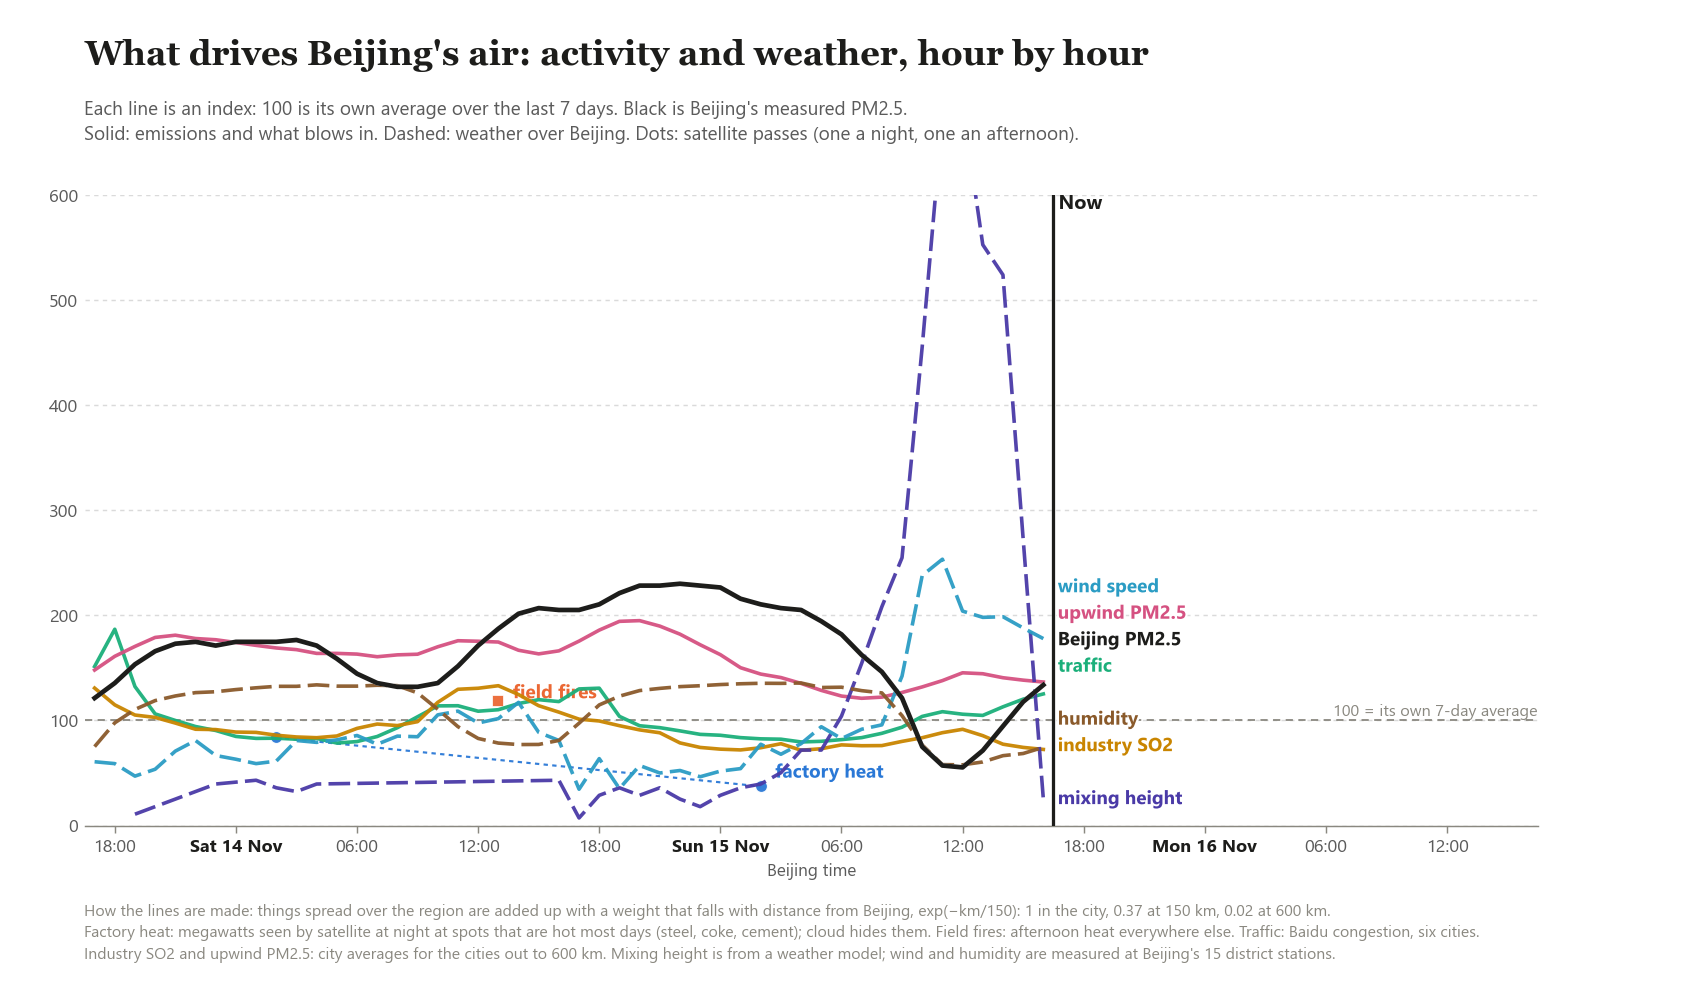 What drives Beijing's air: activity and weather, hour by hour
Each line is an index: 100 is its own average over the last 7 days. Black is Beijing's measured PM2.5.
Solid: emissions and what blows in. Dashed: weather over Beijing. Dots: satellite passes (one a night, one an afternoon).
600
Now
500
400
300
200
100
0
wind speed
upwind PM2.5
Beijing PM2.5
traffic
field fires
100 = its own 7-day average
humidity
industry SO2
factory heat
mixing height
18:00
Sat 14 Nov
06:00
12:00
18:00
Sun 15 Nov
06:00
12:00
18:00
Mon 16 Nov
06:00
12:00
Beijing time
How the lines are made: things spread over the region are added up with a weight that falls with distance from Beijing, exp(−km/150): 1 in the city, 0.37 at 150 km, 0.02 at 600 km.
Factory heat: megawatts seen by satellite at night at spots that are hot most days (steel, coke, cement); cloud hides them. Field fires: afternoon heat everywhere else. Traffic: Baidu congestion, six cities.
Industry SO2 and upwind PM2.5: city averages for the cities out to 600 km. Mixing height is from a weather model; wind and humidity are measured at Beijing's 15 district stations.